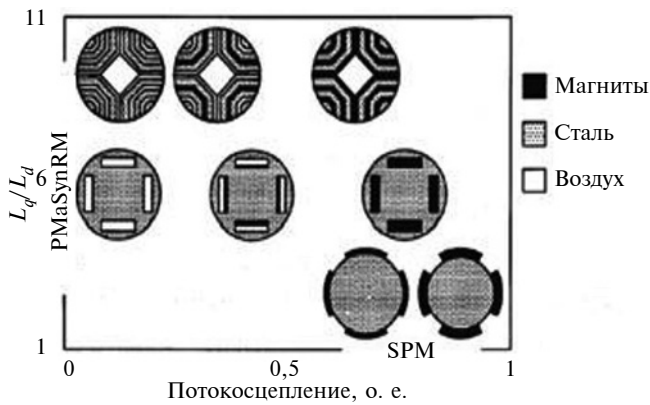 11
Магниты
Сталь
6
Воздух
L_q/L_d
PMaSynRM
1
SPM
0
0,5
1
Потокосцепление, о. е.